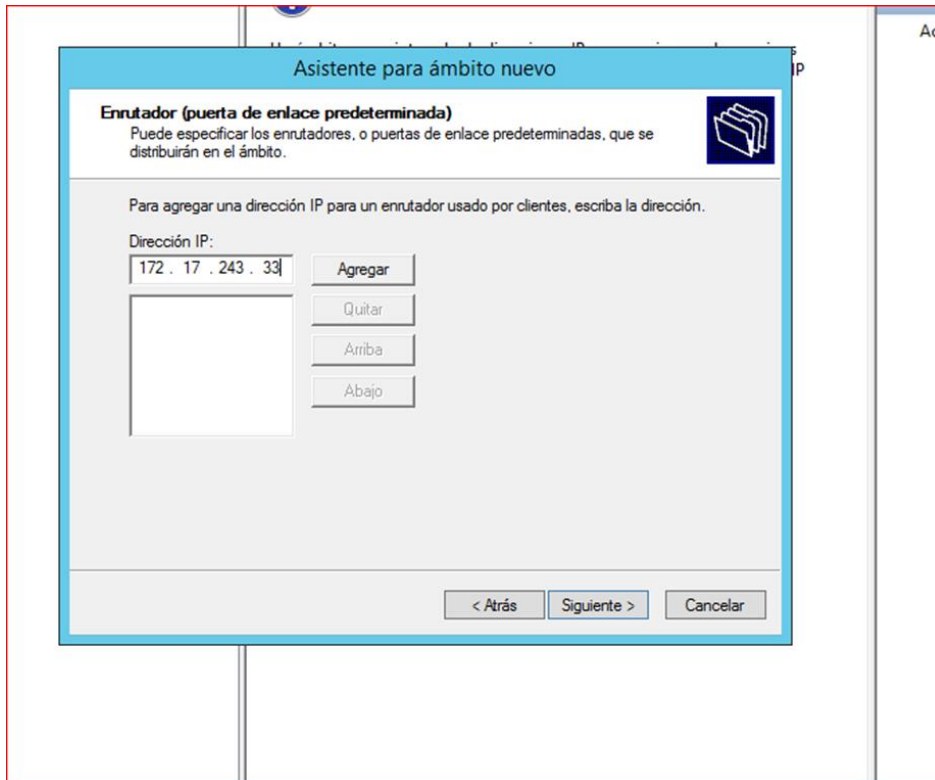 Ac
IP
Asistente para ámbito nuevo
Enrutador (puerta de enlace predeterminada)
Puede especificar los enrutadores, o puertas de enlace predeterminadas, que se
distribuirán en el ámbito.
Para agregar una dirección IP para un enrutador usado por clientes, escriba la dirección.
Dirección IP:
172 . 17 . 243 . 33
Agregar
Quitar
Arriba
Abajo
< Atrás
Siguiente >
Cancelar